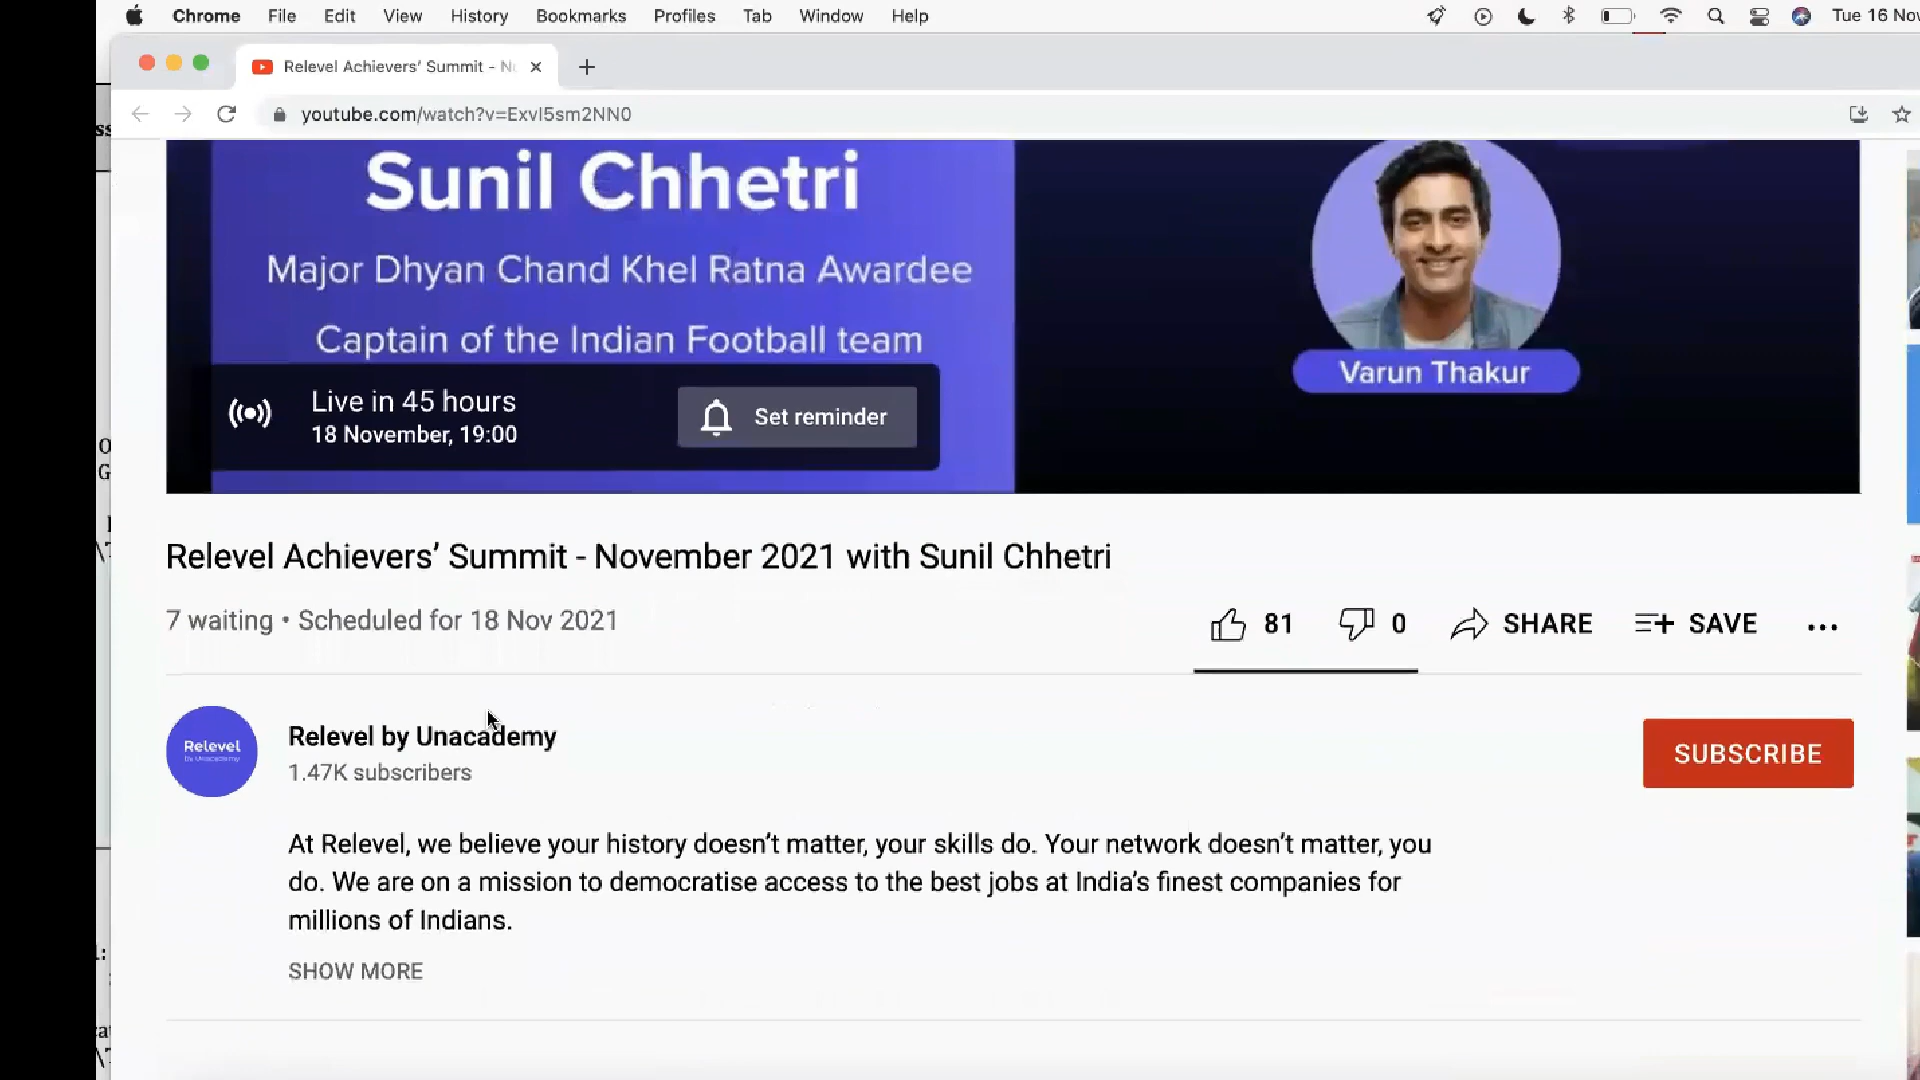 Chrome File Edit View History Bookmarks Profiles Tab Window Help Tue 16 Nov
Relevel Achievers’ Summit - N
youtube.com/watch?v=ExvI5sm2NN0
Sunil Chhetri
Major Dhyan Chand Khel Ratna Awardee
Captain of the Indian Football team
Live in 45 hours
18 November, 19:00
Set reminder
Varun Thakur
Relevel Achievers’ Summit - November 2021 with Sunil Chhetri
7 waiting • Scheduled for 18 Nov 2021
81 0 SHARE SAVE
Relevel
by Unacademy
Relevel by Unacademy
1.47K subscribers
SUBSCRIBE
At Relevel, we believe your history doesn’t matter, your skills do. Your network doesn’t matter, you
do. We are on a mission to democratise access to the best jobs at India’s finest companies for
millions of Indians.
SHOW MORE